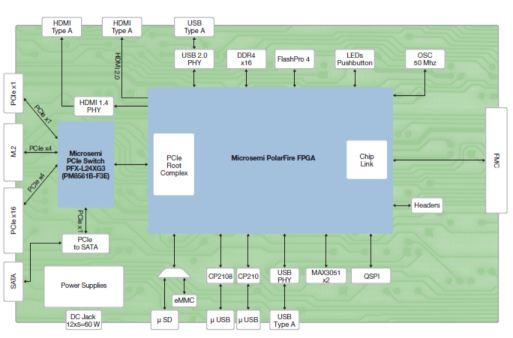 HDMI
Type A
HDMI
Type A
USB
Type A
USB 2.0
PHY
DDR4
x16
FlashPro 4
LEDs
Pushbutton
OSC
50 Mhz
HDMI 2.0
PCIe x1
PCIe x1
HDMI 1.4
PHY
M.2
PCIe x4
Microsemi
PCIe Switch
PFX-L24XG3
(PM8561B-F3E)
PCIe
Root
Complex
Microsemi PolarFire FPGA
Chip
Link
FMC
PCIe x16
PCIe x4
PCIe x1
Headers
PCIe
to SATA
SATA
Power Supplies
eMMC
CP2108
CP210
USB
PHY
MAX3051
x2
QSPI
DC Jack
12xS=60 W
µ SD
µ USB
µ USB
USB
Type A